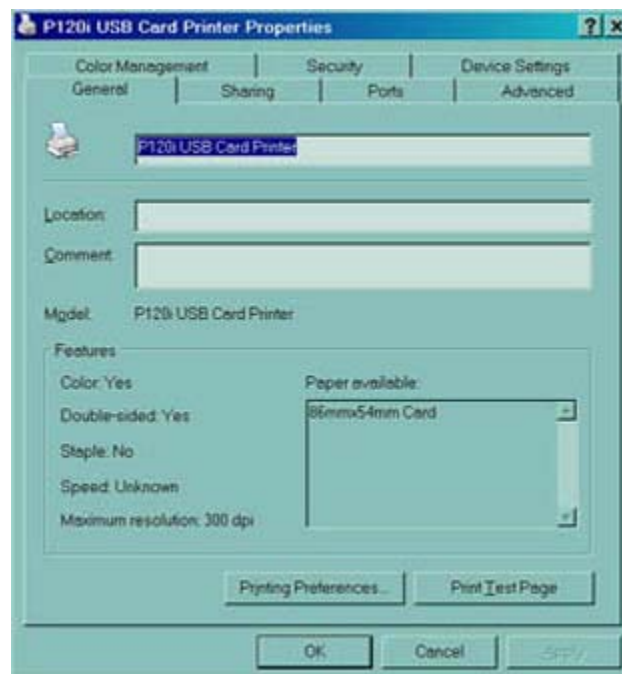 P120i USB Card Printer Properties
Color Management Security Device Settings
General Sharing Ports Advanced
P120i USB Card Printer
Location:
Comment:
Model: P120i USB Card Printer
Features
Color: Yes
Paper available:
Double-sided: Yes
86mmx54mm Card
Staple: No
Speed: Unknown
Maximum resolution: 300 dpi
Printing Preferences...
Print Test Page
OK
Cancel
Apply